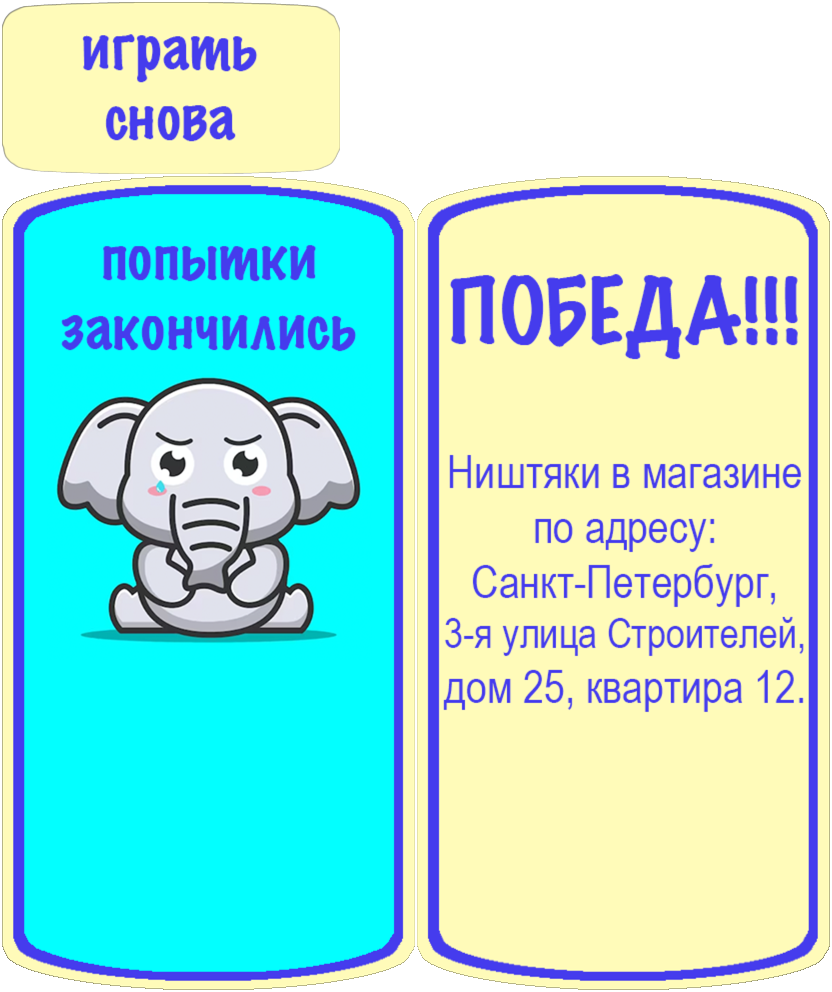 играть
снова
попытки
закончились
ПОБЕДА!!!
Ништяки в магазине
по адресу:
Санкт-Петербург,
3-я улица Строителей,
дом 25, квартира 12.